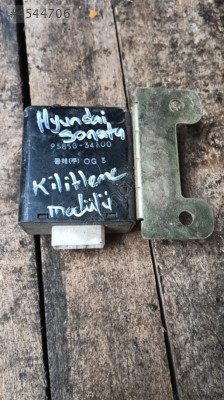 544706
Hyundai
Sonata
95850-34100
OG 3
Kilitleme
modülü